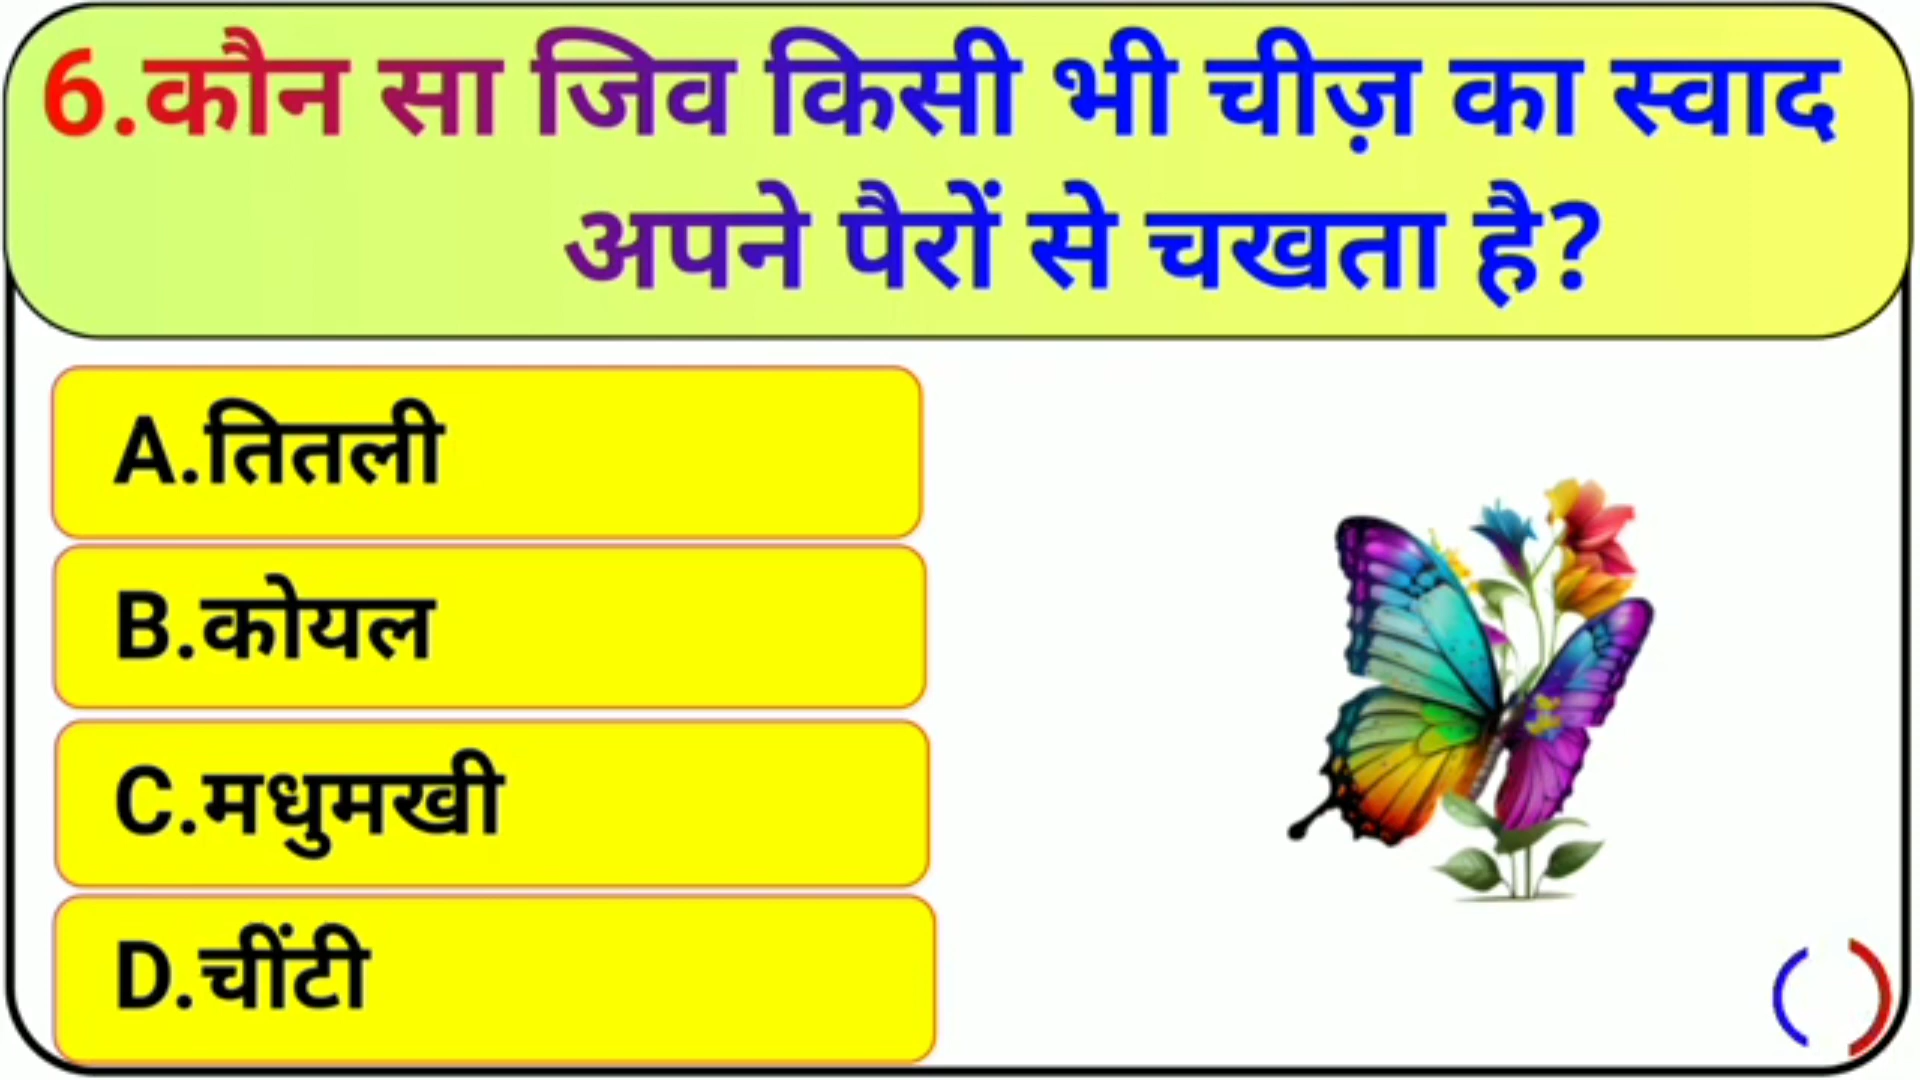 6.कौन सा जिव किसी भी चीज़ का स्वाद
अपने पैरों से चखता है?
A.तितली
B.कोयल
C.मधुमखी
D.चींटी